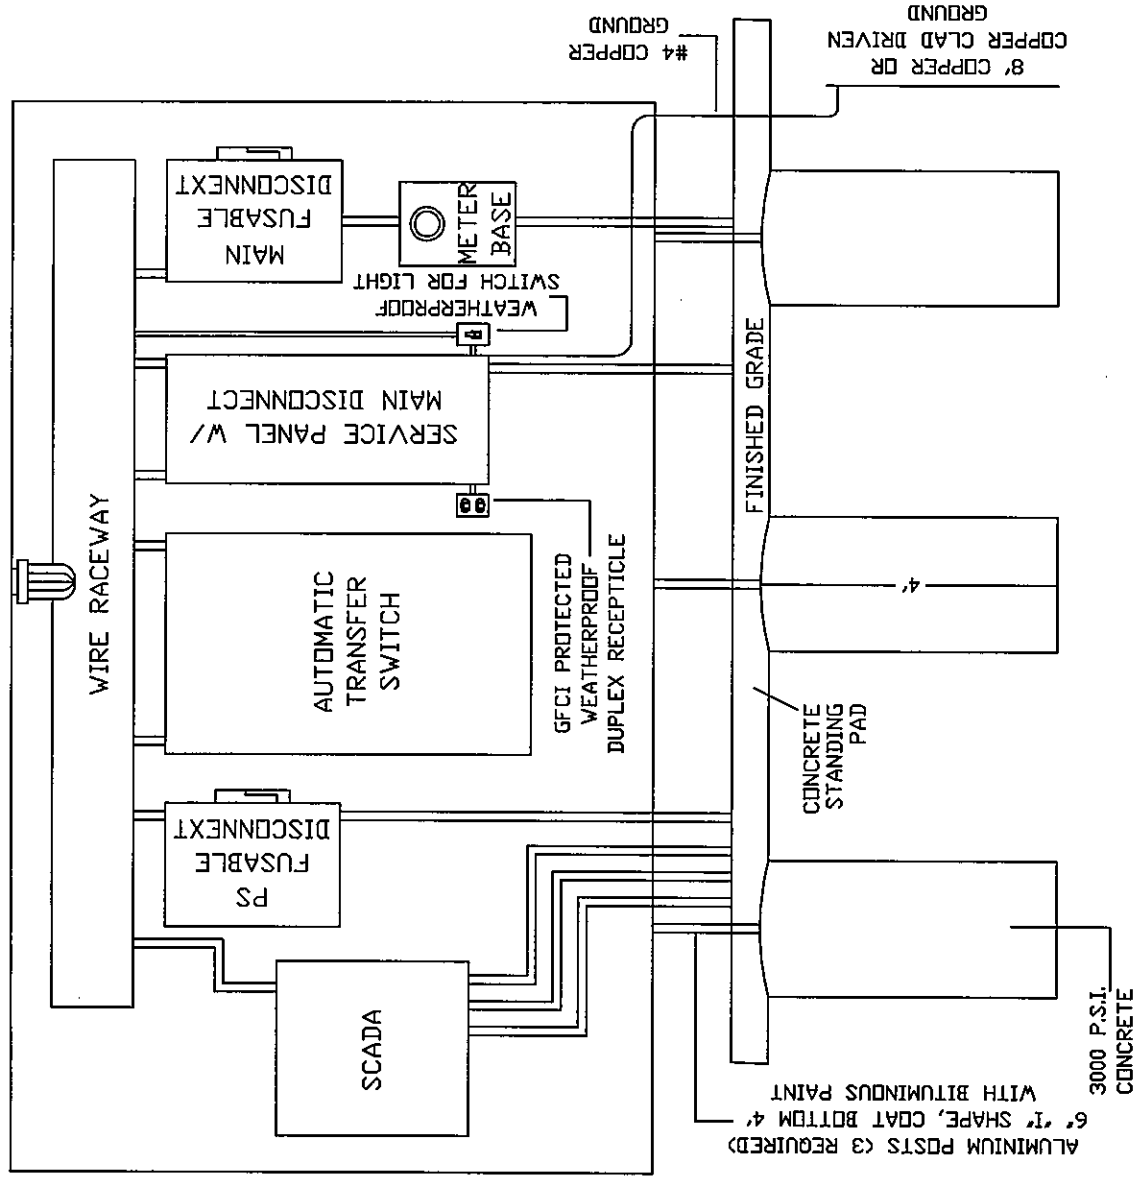 WIRE RACEWAY
MAIN
FUSABLE
DISCONNEXT
METER
BASE
WEATHERPROOF
SWITCH FOR LIGHT
SERVICE PANEL W/
MAIN DISCONNECT
AUTOMATIC
TRANSFER
SWITCH
GFCI PROTECTED
WEATHERPROOF
DUPLEX RECEPTICLE
PS
FUSABLE
DISCONNEXT
SCADA
#4 COPPER
GROUND
8' COPPER OR
COPPER CLAD DRIVEN
GROUND
FINISHED GRADE
4'
CONCRETE
STANDING
PAD
ALUMINIUM POSTS (3 REQUIRED)
6" "I" SHAPE, COAT BOTTOM 4'
WITH BITUMINOUS PAINT
3000 P.S.I.
CONCRETE